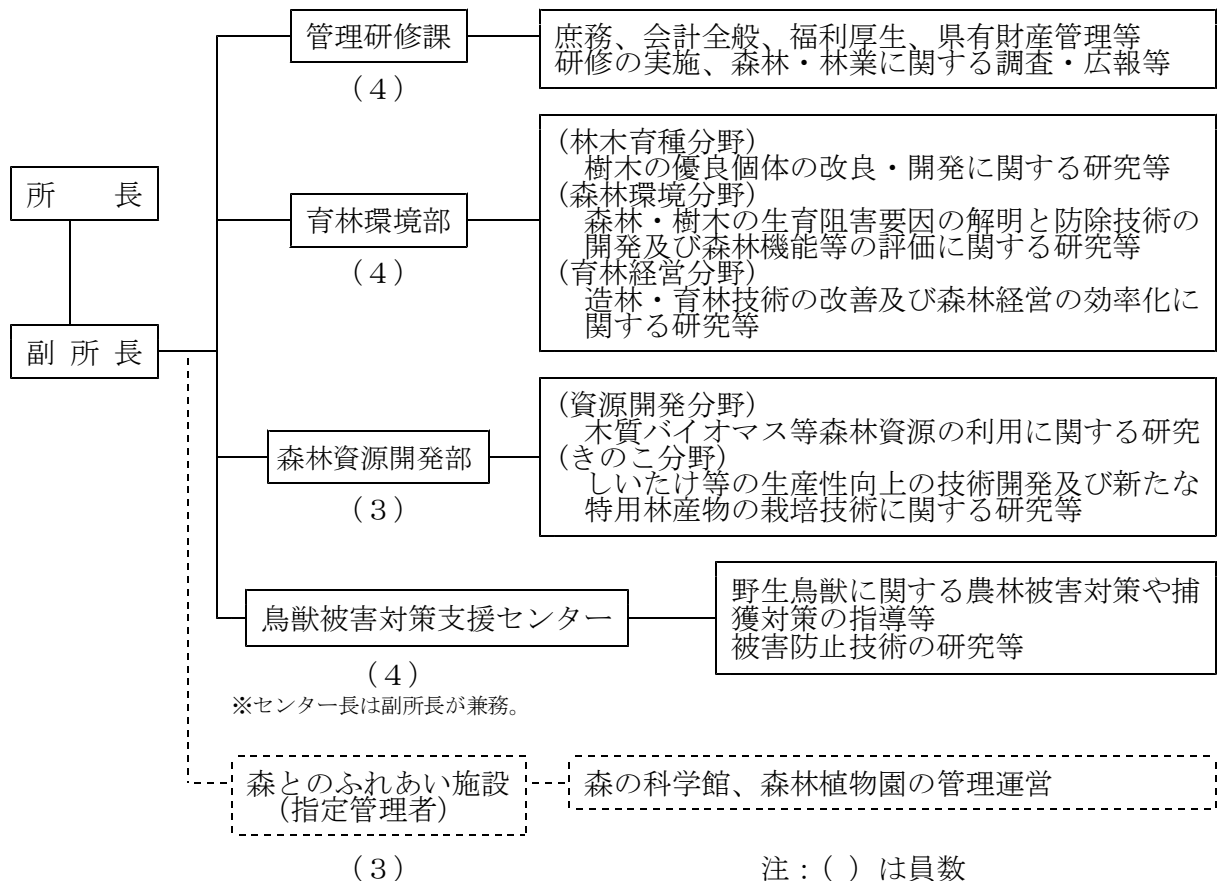 管理研修課
(4)
庶務、会計全般、福利厚生、県有財産管理等
研修の実施、森林・林業に関する調査・広報等
所　　長
副 所 長
育林環境部
(4)
(林木育種分野)
樹木の優良個体の改良・開発に関する研究等
(森林環境分野)
森林・樹木の生育阻害要因の解明と防除技術の
開発及び森林機能等の評価に関する研究等
(育林経営分野)
造林・育林技術の改善及び森林経営の効率化に
関する研究等
森林資源開発部
(3)
(資源開発分野)
木質バイオマス等森林資源の利用に関する研究
(きのこ分野)
しいたけ等の生産性向上の技術開発及び新たな
特用林産物の栽培技術に関する研究等
鳥獣被害対策支援センター
(4)
※センター長は副所長が兼務。
野生鳥獣に関する農林被害対策や捕
獲対策の指導等
被害防止技術の研究等
森とのふれあい施設
(指定管理者)
(3)
森の科学館、森林植物園の管理運営
注：( ) は員数